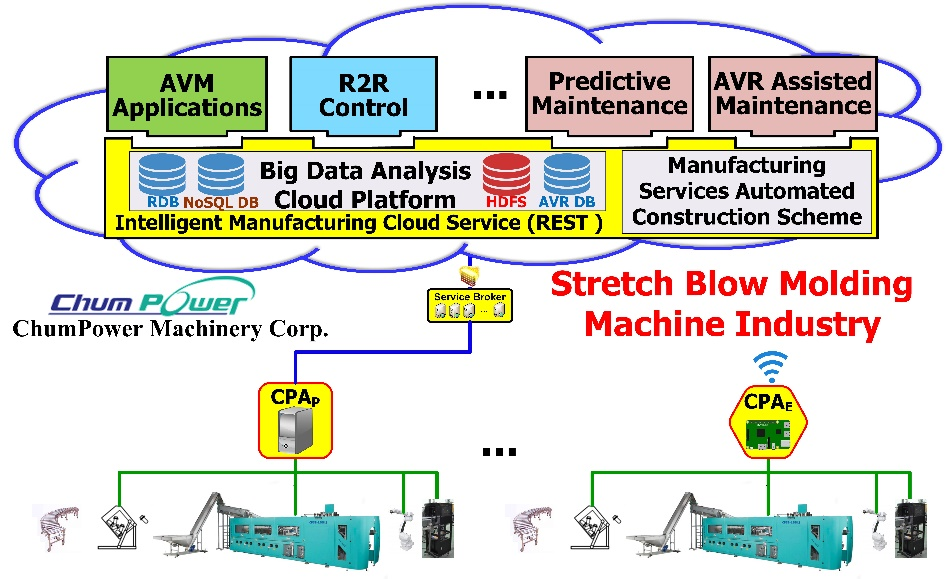 AVM
Applications
R2R
Control
...
Predictive
Maintenance
AVR Assisted
Maintenance
Big Data Analysis
Cloud Platform
RDB
NoSQL DB
HDFS
AVR DB
Intelligent Manufacturing Cloud Service (REST )
Manufacturing
Services Automated
Construction Scheme
Service Broker
...
Chum Power
ChumPower Machinery Corp.
Stretch Blow Molding
Machine Industry
CPAP
CPAE
...